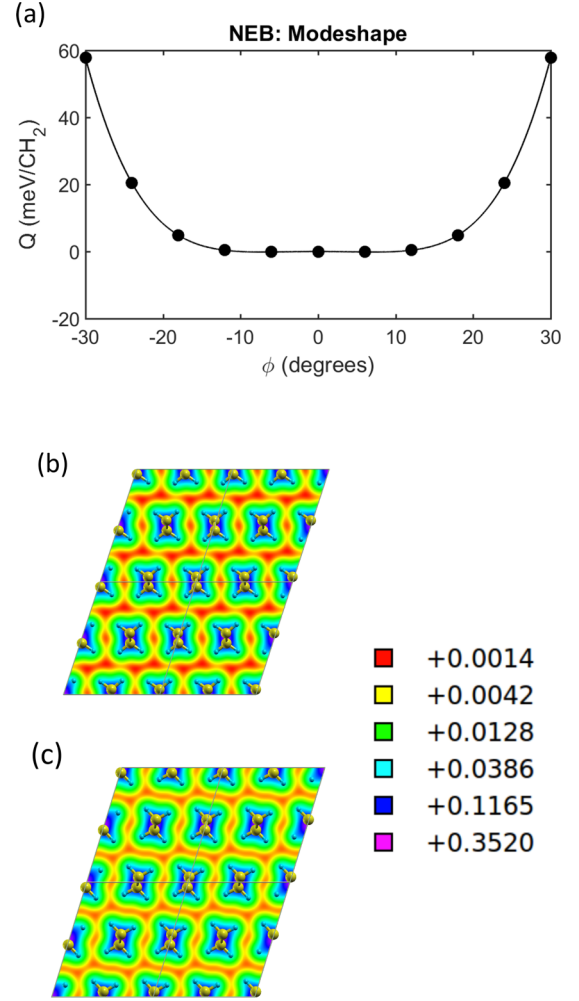 (a)
NEB: Modeshape
60
40
20
0
-20
Q (meV/CH2)
-30 -20 -10 0 10 20 30
ϕ (degrees)
(b)
(c)
+0.0014
+0.0042
+0.0128
+0.0386
+0.1165
+0.3520